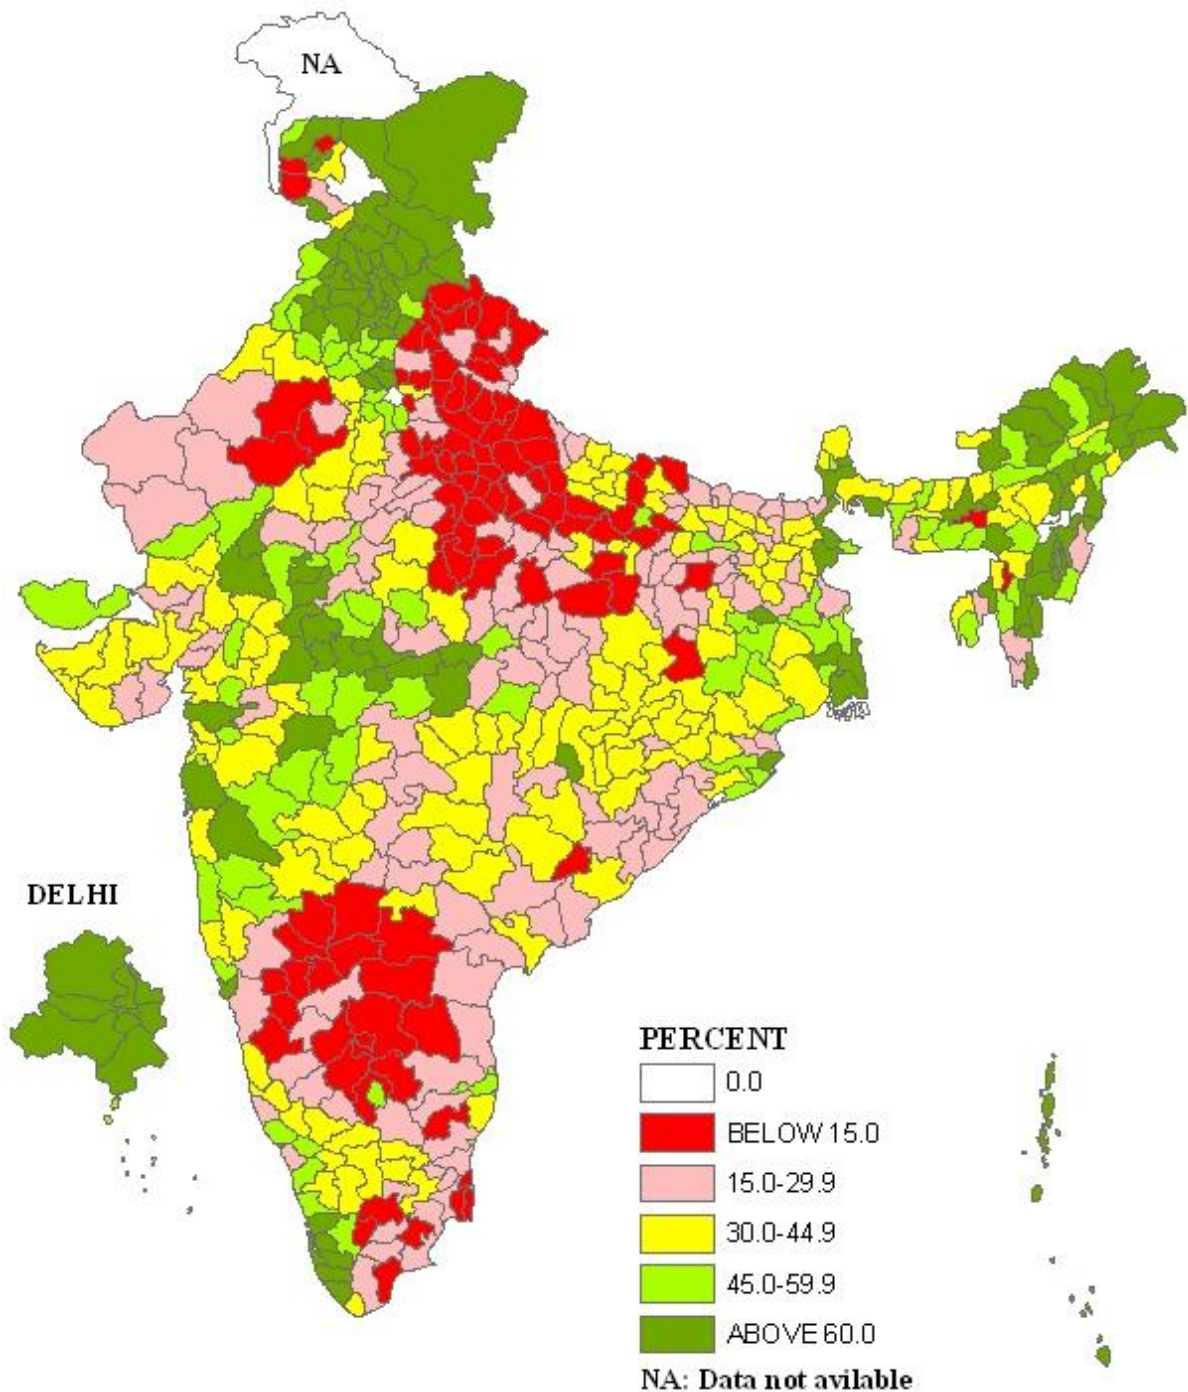 NA
DELHI
PERCENT
0.0
BELOW 15.0
15.0-29.9
30.0-44.9
45.0-59.9
ABOVE 60.0
NA: Data not avilable